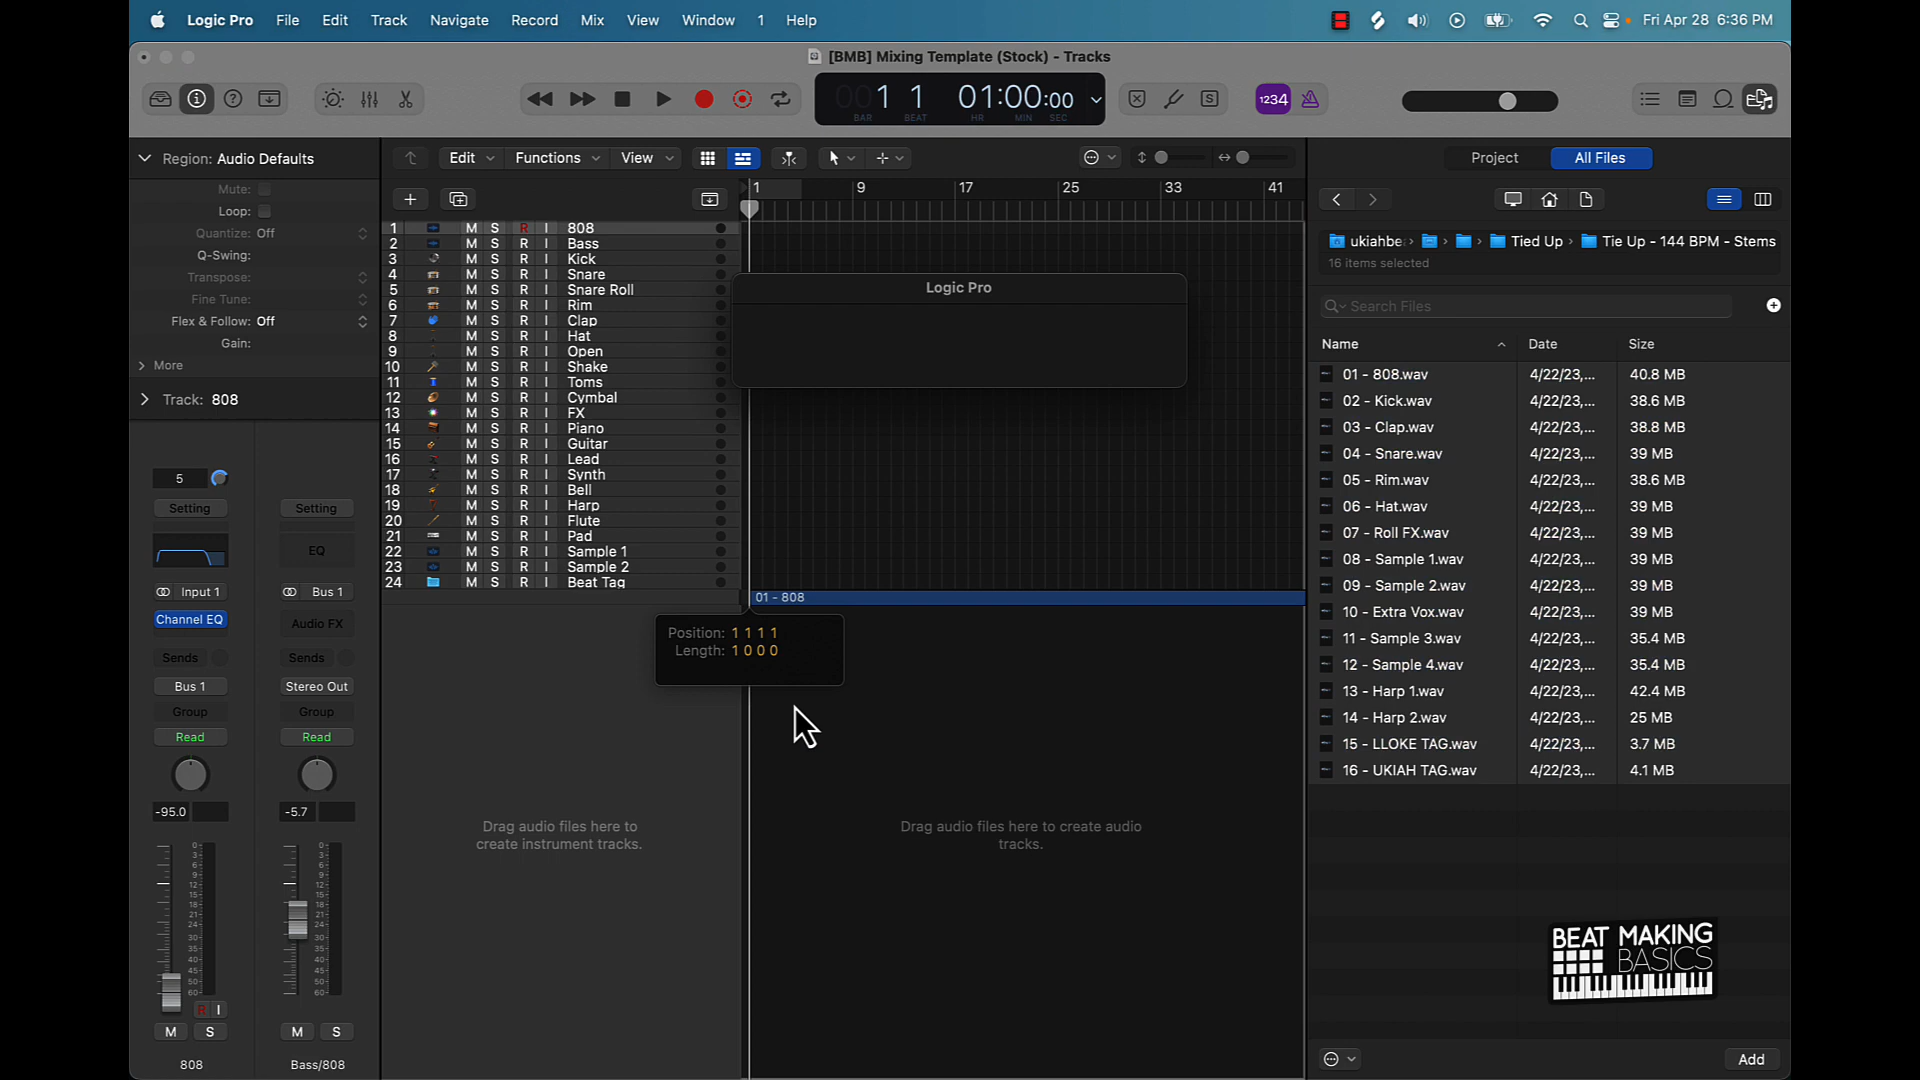 Logic Pro File Edit Track Navigate Record Mix View Window 1 Help Fri Apr 28 6:36 PM
[BMB] Mixing Template (Stock) - Tracks
1234
001 1 01:00:00
BAR BEAT HR MIN SEC
Region: Audio Defaults
Mute:
Loop:
Quantize: Off
Q-Swing:
Transpose:
Fine Tune:
Flex & Follow: Off
Gain:
More
Track: 808
5
Setting Setting
EQ
Input 1 Bus 1
Channel EQ Audio FX
Sends Sends
Bus 1 Stereo Out
Group Group
Read Read
-95.0 -5.7
R I
M S M S
808 Bass/808
Edit Functions View
1 9 17 25 33 41
1 M S R I 808
2 M S R I Bass
3 M S R I Kick
4 M S R I Snare
5 M S R I Snare Roll
6 M S R I Rim
7 M S R I Clap
8 M S R I Hat
9 M S R I Open
10 M S R I Shake
11 M S R I Toms
12 M S R I Cymbal
13 M S R I FX
14 M S R I Piano
15 M S R I Guitar
16 M S R I Lead
17 M S R I Synth
18 M S R I Bell
19 M S R I Harp
20 M S R I Flute
21 M S R I Pad
22 M S R I Sample 1
23 M S R I Sample 2
24 M S R I Beat Tag
Logic Pro
01 - 808
Position: 1 1 1 1
Length: 1 0 0 0
Drag audio files here to
create instrument tracks.
Drag audio files here to create audio
tracks.
Project All Files
ukiahbe Tied Up Tie Up - 144 BPM - Stems
16 items selected
Search Files
Name Date Size
01 - 808.wav 4/22/23,... 40.8 MB
02 - Kick.wav 4/22/23,... 38.6 MB
03 - Clap.wav 4/22/23,... 38.8 MB
04 - Snare.wav 4/22/23,... 39 MB
05 - Rim.wav 4/22/23,... 38.6 MB
06 - Hat.wav 4/22/23,... 39 MB
07 - Roll FX.wav 4/22/23,... 39 MB
08 - Sample 1.wav 4/22/23,... 39 MB
09 - Sample 2.wav 4/22/23,... 39 MB
10 - Extra Vox.wav 4/22/23,... 39 MB
11 - Sample 3.wav 4/22/23,... 35.4 MB
12 - Sample 4.wav 4/22/23,... 35.4 MB
13 - Harp 1.wav 4/22/23,... 42.4 MB
14 - Harp 2.wav 4/22/23,... 25 MB
15 - LLOKE TAG.wav 4/22/23,... 3.7 MB
16 - UKIAH TAG.wav 4/22/23,... 4.1 MB
BEAT MAKING
BASICS
Add